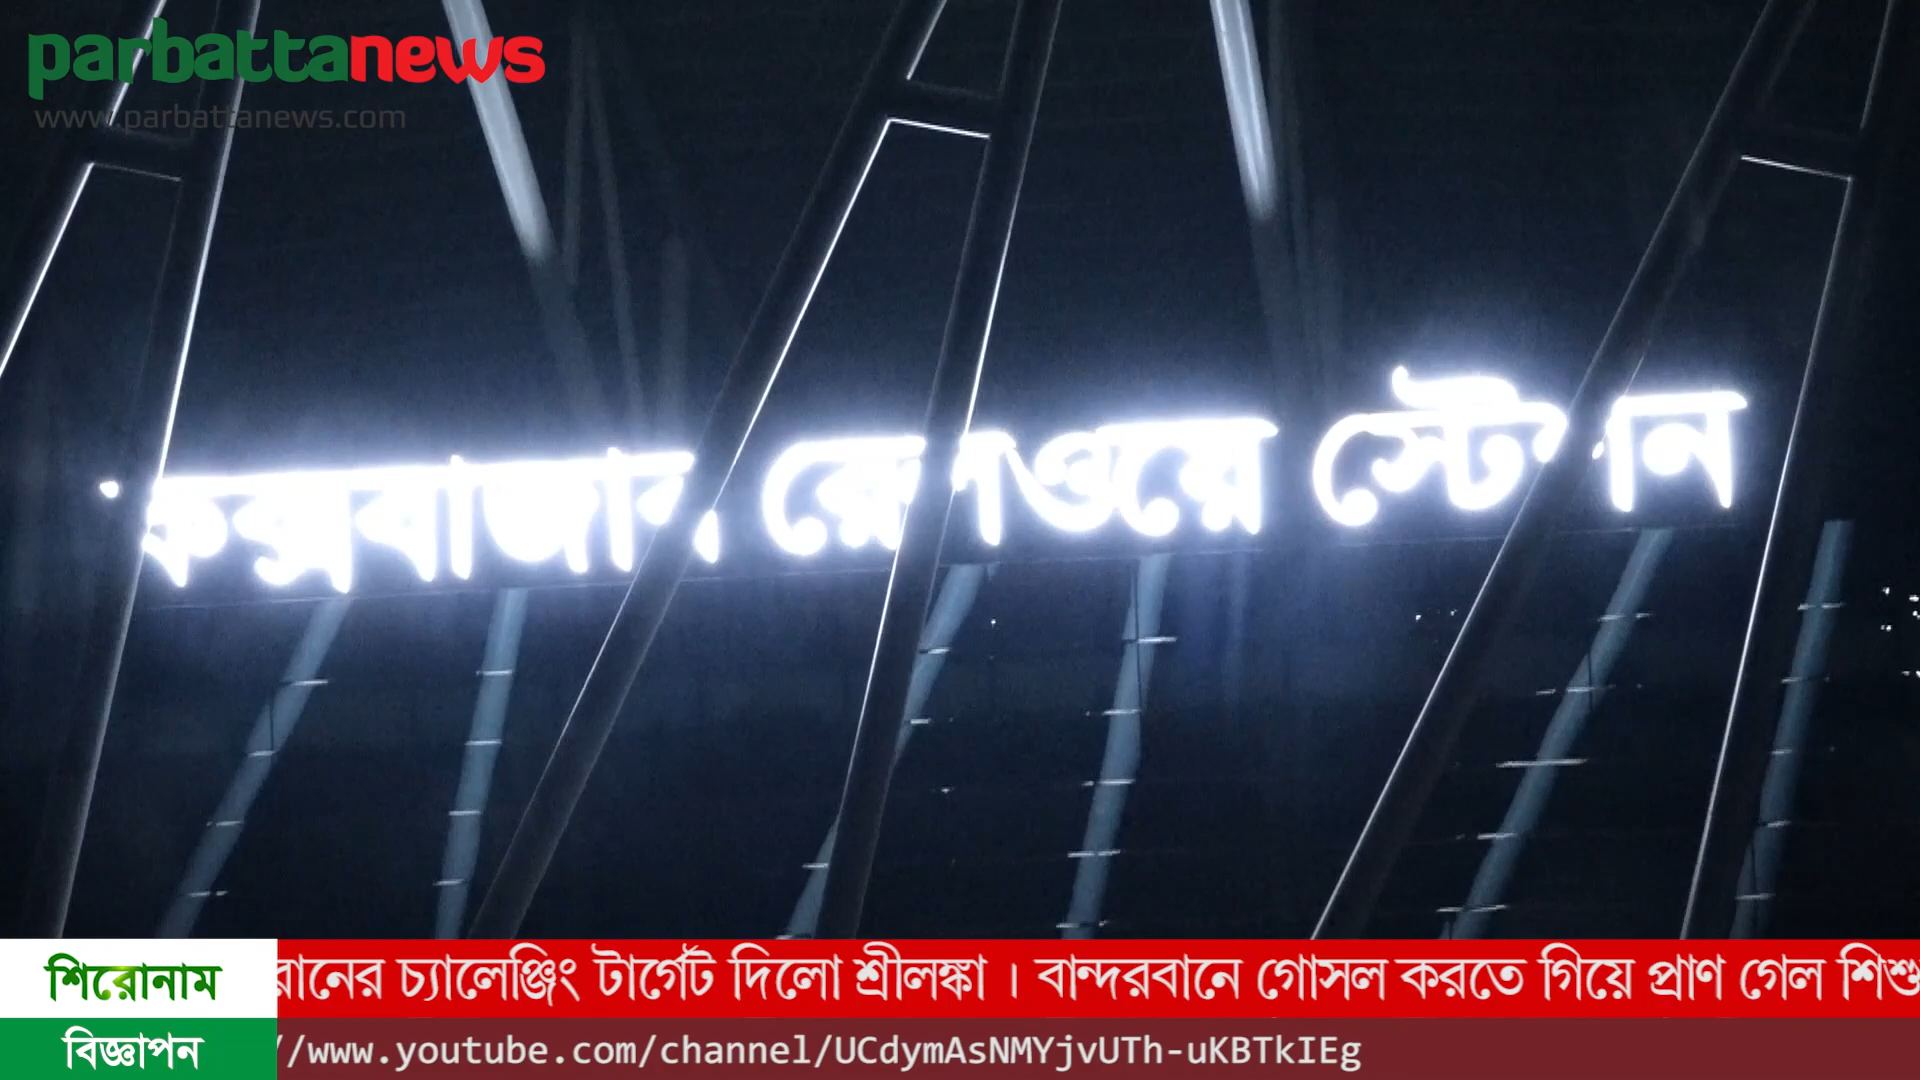 parbattanews
www.parbattanews.com
কক্সবাজার রেলওয়ে স্টেশন
শিরোনাম
রানের চ্যালেঞ্জিং টার্গেট দিলো শ্রীলঙ্কা । বান্দরবানে গোসল করতে গিয়ে প্রাণ গেল শিশু
বিজ্ঞাপন
//www.youtube.com/channel/UCdymAsNMYjvUTh-uKBTkIEg